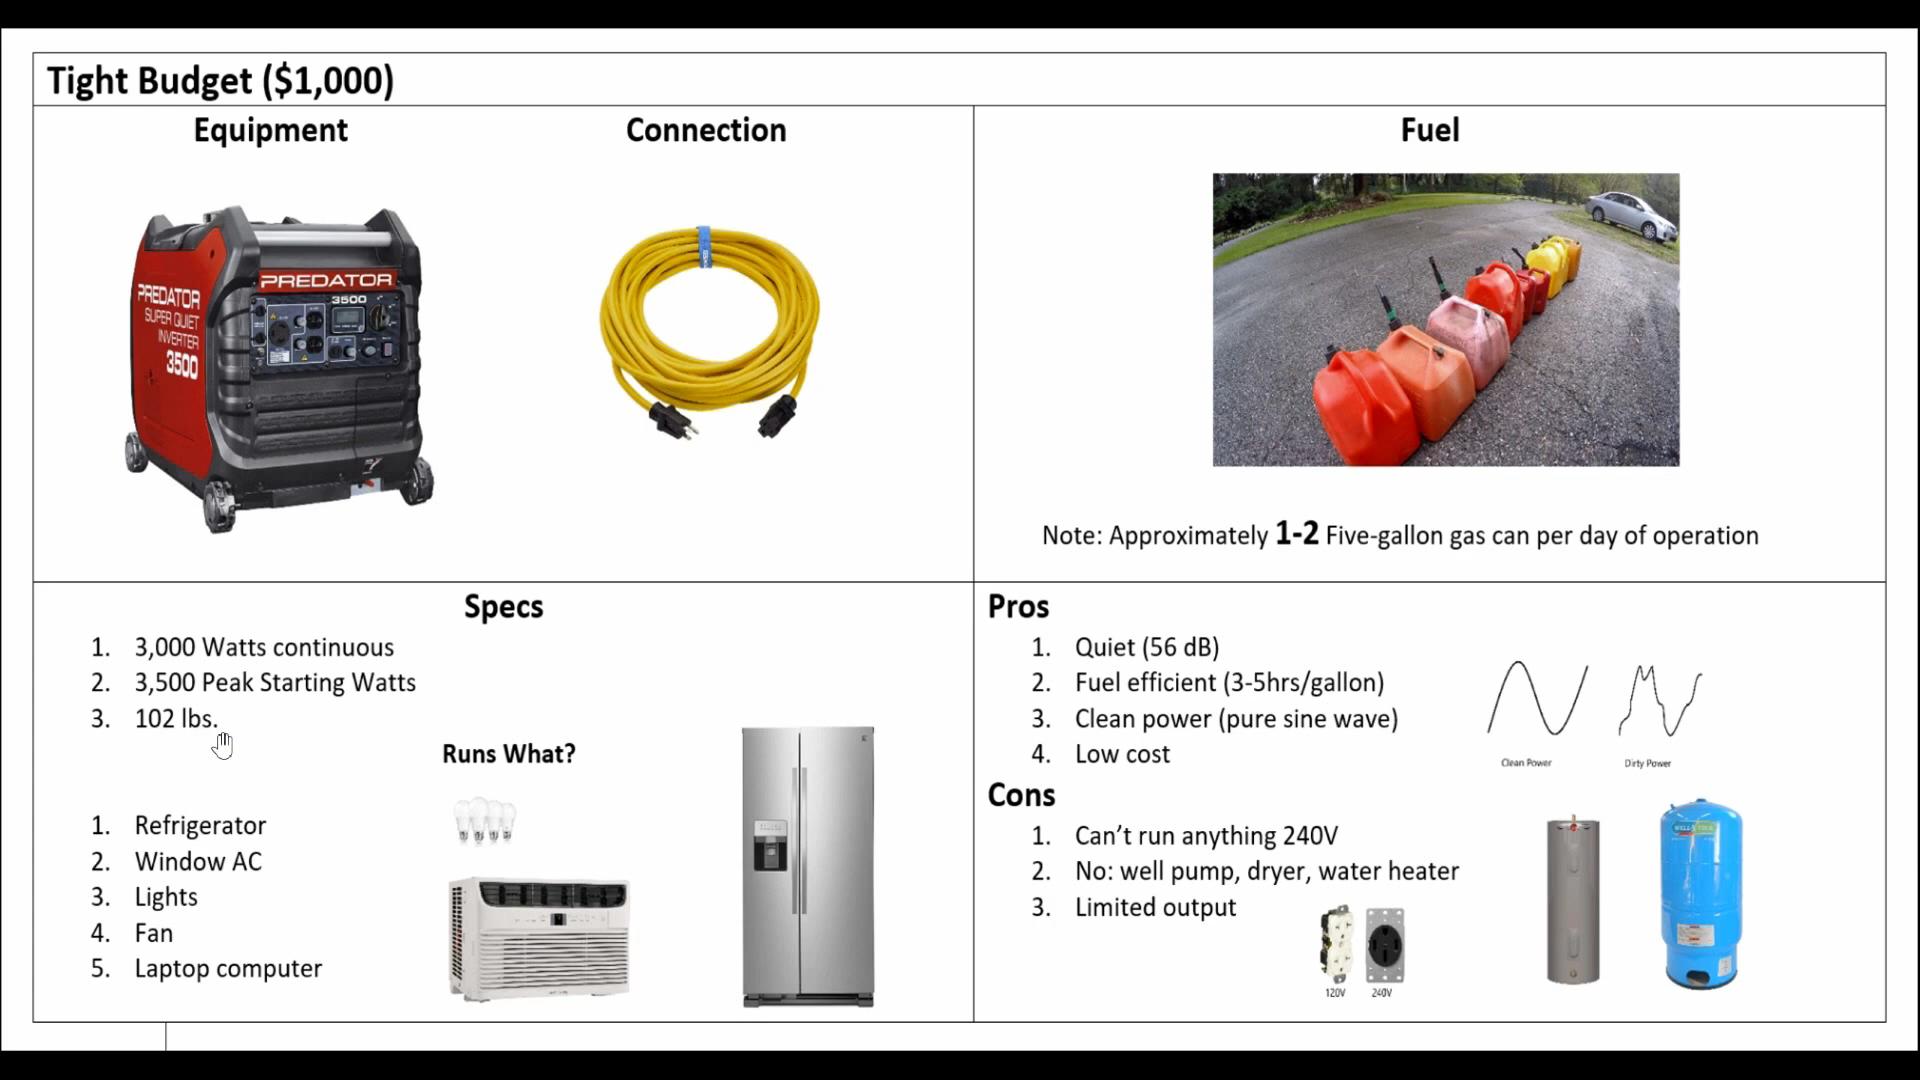 Tight Budget ($1,000)
Equipment
Connection
Fuel
PREDATOR
3500
PREDATOR
SUPER QUIET
INVERTER
3500
Note: Approximately 1-2 Five-gallon gas can per day of operation
Specs
1. 3,000 Watts continuous
2. 3,500 Peak Starting Watts
3. 102 lbs.
Runs What?
1. Refrigerator
2. Window AC
3. Lights
4. Fan
5. Laptop computer
Pros
1. Quiet (56 dB)
2. Fuel efficient (3-5hrs/gallon)
3. Clean power (pure sine wave)
4. Low cost
Clean Power
Dirty Power
Cons
1. Can’t run anything 240V
2. No: well pump, dryer, water heater
3. Limited output
120V
240V